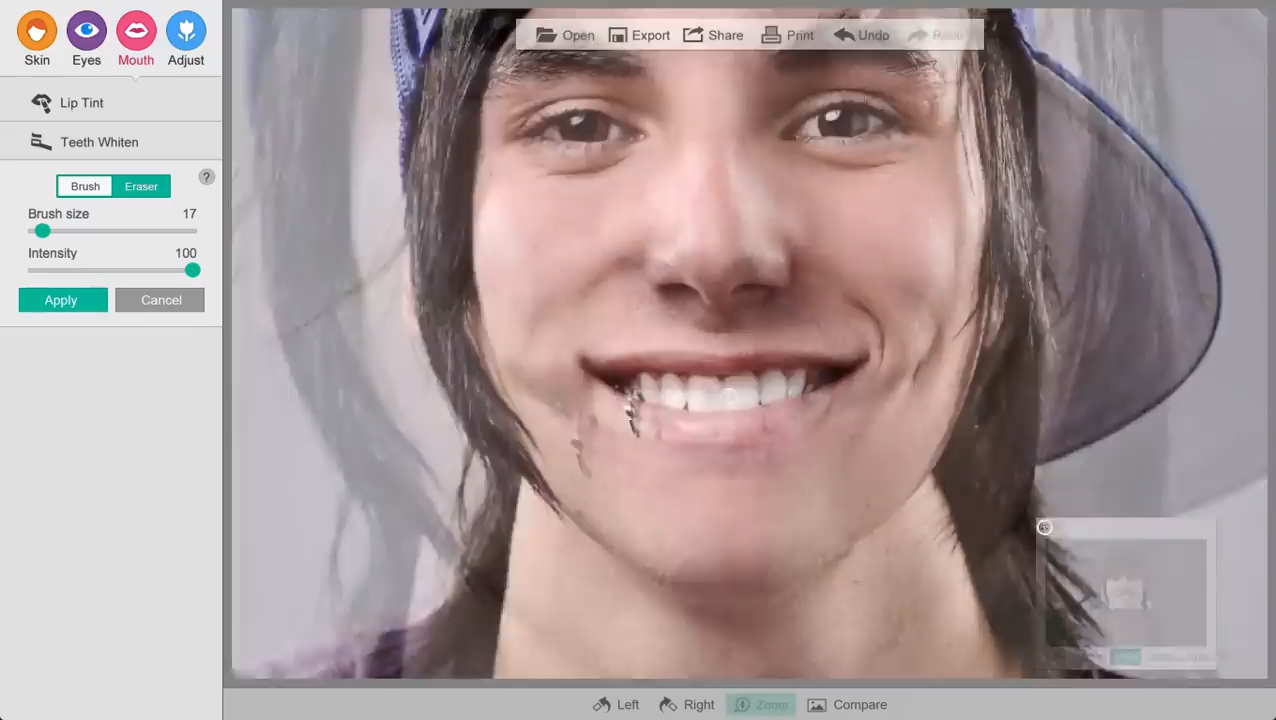 Skin Eyes Mouth Adjust
Open Export Share Print Undo Redo
Lip Tint
Teeth Whiten
Brush Eraser ?
Brush size 17
Intensity 100
Apply Cancel
Left Right Zoom Compare